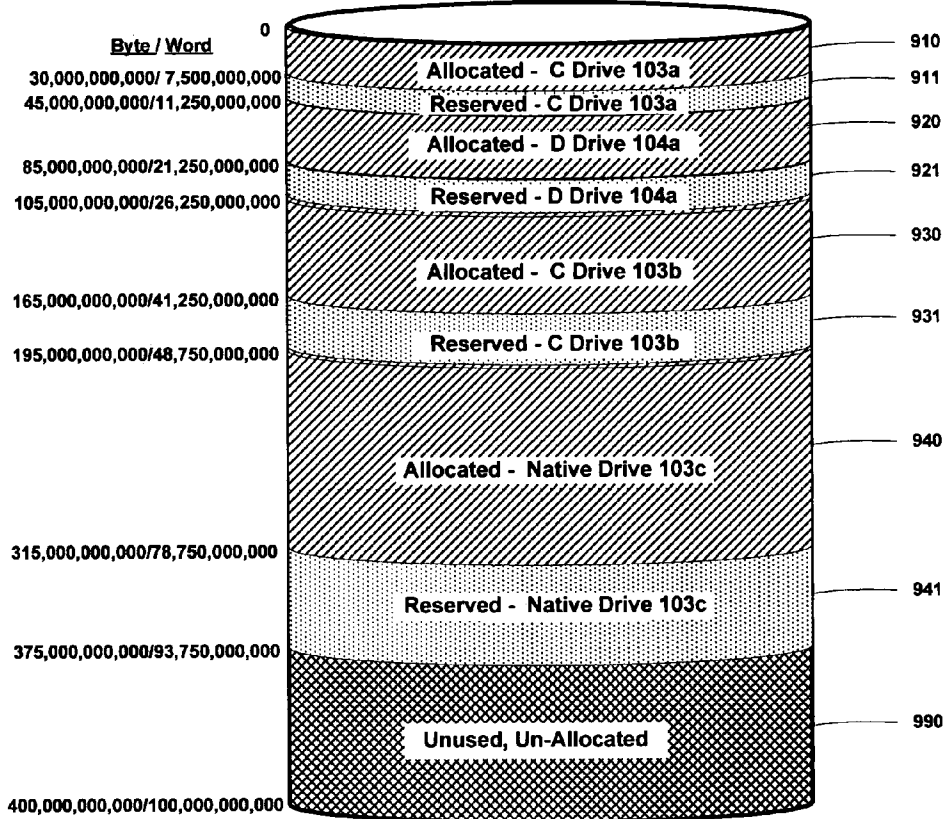 0
Byte / Word
910
Allocated - C Drive 103a
30,000,000,000/ 7,500,000,000
911
Reserved - C Drive 103a
45,000,000,000/11,250,000,000
920
Allocated - D Drive 104a
85,000,000,000/21,250,000,000
921
Reserved - D Drive 104a
105,000,000,000/26,250,000,000
930
Allocated - C Drive 103b
165,000,000,000/41,250,000,000
931
Reserved - C Drive 103b
195,000,000,000/48,750,000,000
940
Allocated - Native Drive 103c
315,000,000,000/78,750,000,000
941
Reserved - Native Drive 103c
375,000,000,000/93,750,000,000
990
Unused, Un-Allocated
400,000,000,000/100,000,000,000